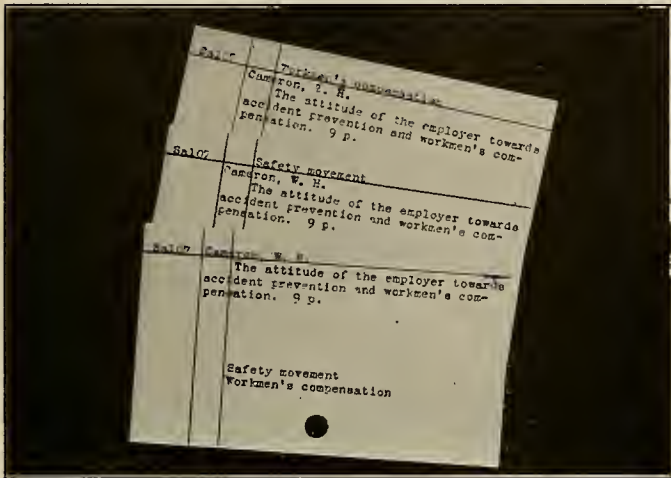 Sal07 Workmen's compensation
Cameron, W. H.
The attitude of the employer towards
accident prevention and workmen's com-
pensation. 9 p.
Sal07 Safety movement
Cameron, W. H.
The attitude of the employer towards
accident prevention and workmen's com-
pensation. 9 p.
Sal07 Cameron, W. H.
The attitude of the employer towards
accident prevention and workmen's com-
pensation. 9 p.
Safety movement
Workmen's compensation